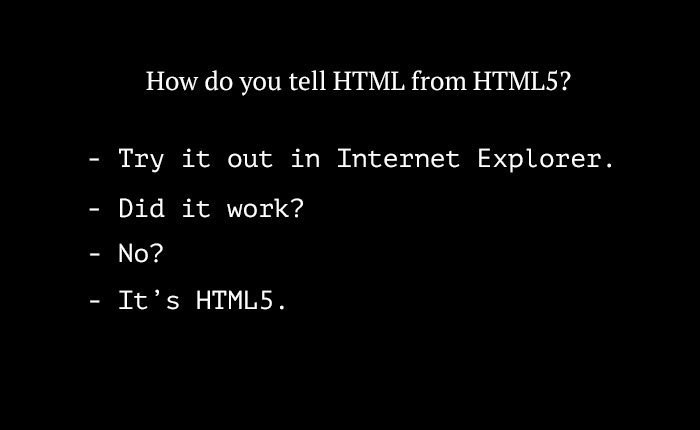 How do you tell HTML from HTML5?
- Try it out in Internet Explorer.
- Did it work?
- No?
- It’s HTML5.